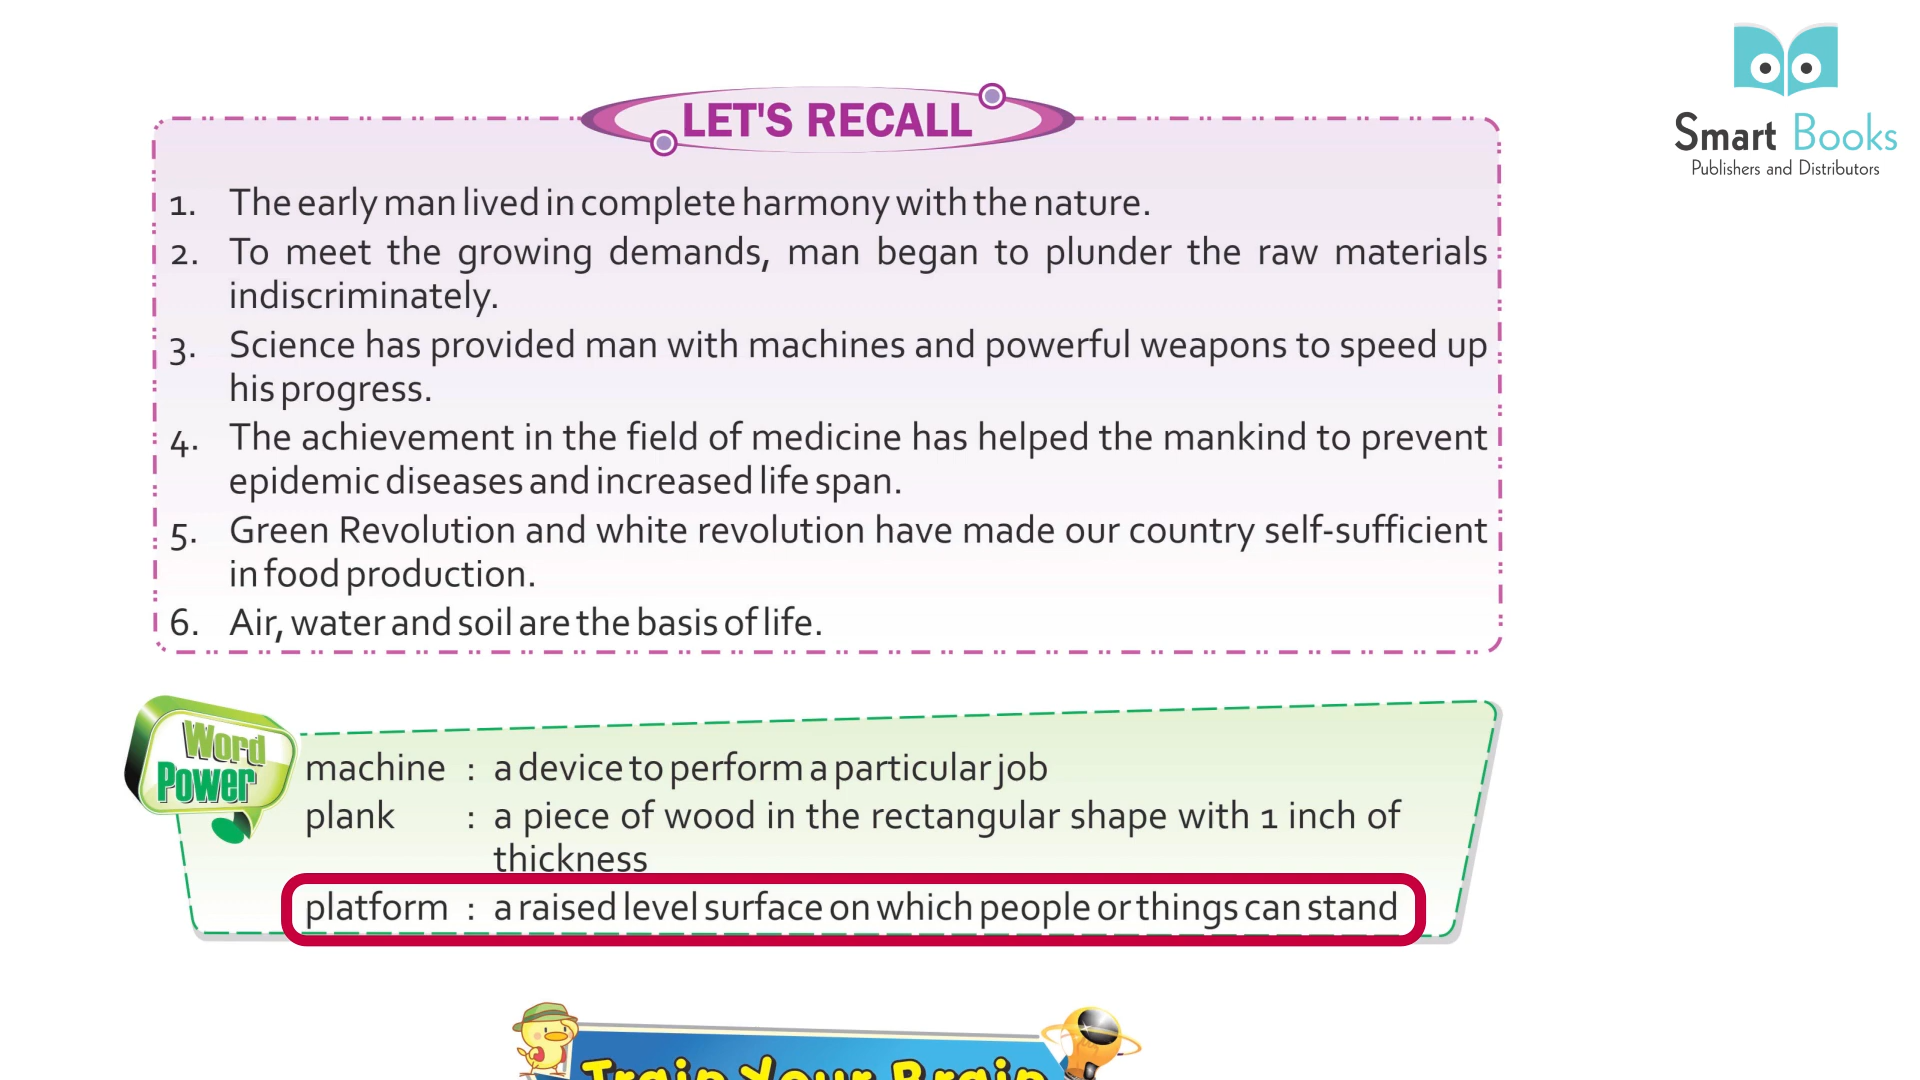 Smart Books
Publishers and Distributors
LET'S RECALL
1. The early man lived in complete harmony with the nature.
2. To meet the growing demands, man began to plunder the raw materials
indiscriminately.
3. Science has provided man with machines and powerful weapons to speed up
his progress.
4. The achievement in the field of medicine has helped the mankind to prevent
epidemic diseases and increased life span.
5. Green Revolution and white revolution have made our country self-sufficient
in food production.
6. Air, water and soil are the basis of life.
Word
Power
machine : a device to perform a particular job
plank : a piece of wood in the rectangular shape with 1 inch of
thickness
platform : a raised level surface on which people or things can stand
Train Your Brain